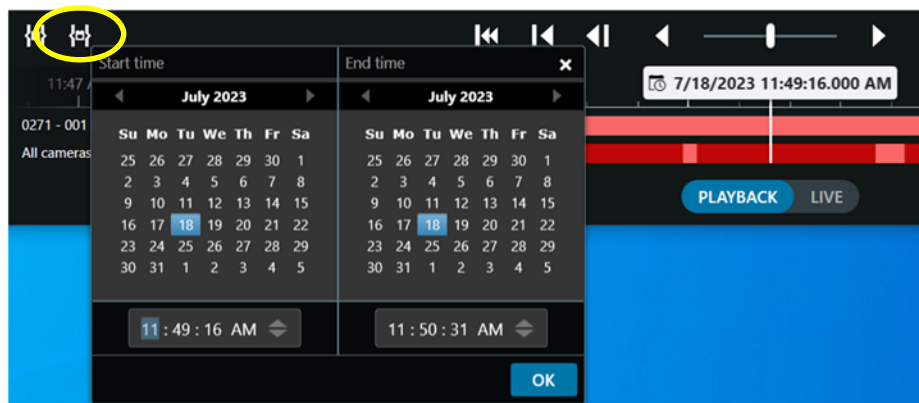 Start time
End time
11:47
7/18/2023 11:49:16.000 AM
0271 - 001
All cameras
July 2023
Su Mo Tu We Th Fr Sa
25 26 27 28 29 30 1
2 3 4 5 6 7 8
9 10 11 12 13 14 15
16 17 18 19 20 21 22
23 24 25 26 27 28 29
30 31 1 2 3 4 5
11 : 49 : 16 AM
July 2023
Su Mo Tu We Th Fr Sa
25 26 27 28 29 30 1
2 3 4 5 6 7 8
9 10 11 12 13 14 15
16 17 18 19 20 21 22
23 24 25 26 27 28 29
30 31 1 2 3 4 5
11 : 50 : 31 AM
OK
PLAYBACK
LIVE